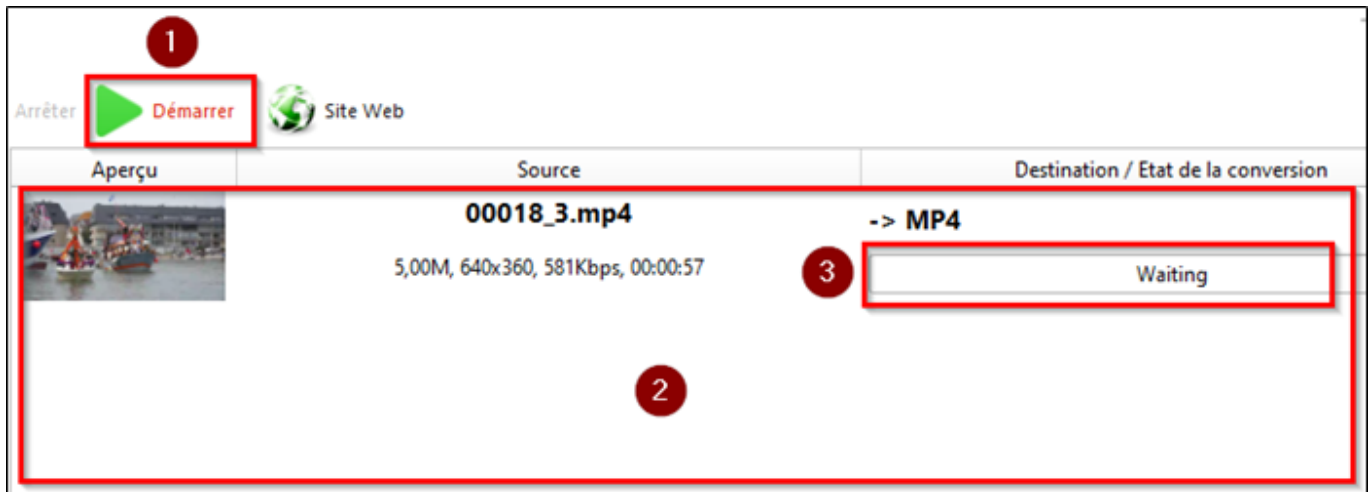 1
Arrêter Démarrer Site Web
Aperçu Source Destination / Etat de la conversion
00018_3.mp4 -> MP4
5,00M, 640x360, 581Kbps, 00:00:57 3 Waiting
2